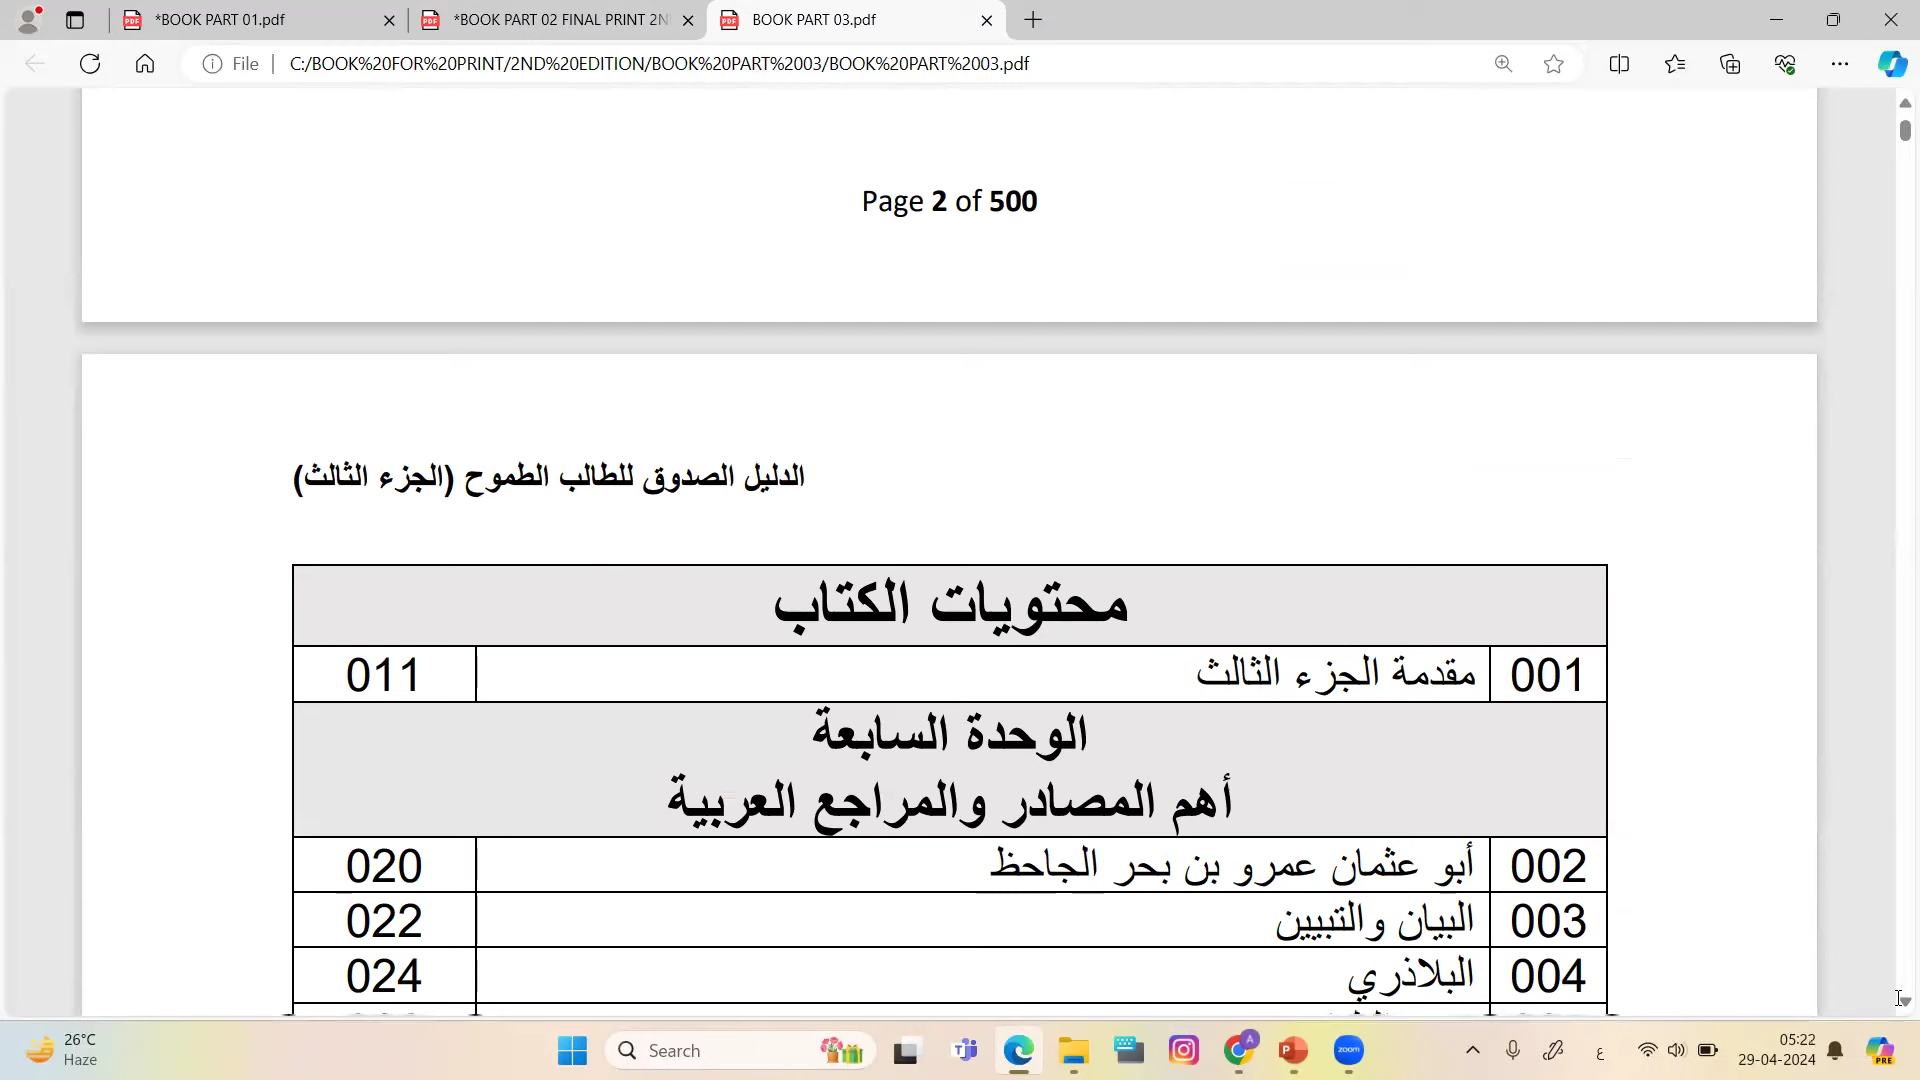 *BOOK PART 01.pdf
*BOOK PART 02 FINAL PRINT 2N
BOOK PART 03.pdf
File
C:/BOOK%20FOR%20PRINT/2ND%20EDITION/BOOK%20PART%2003/BOOK%20PART%2003.pdf
Page 2 of 500
الدليل الصدوق للطالب الطموح (الجزء الثالث)
محتويات الكتاب
001 مقدمة الجزء الثالث 011
الوحدة السابعة
أهم المصادر والمراجع العربية
002 أبو عثمان عمرو بن بحر الجاحظ 020
003 البيان والتبيين 022
004 البلاذري 024
26°C
Haze
Search
zoom
ع
05:22
29-04-2024
PRE